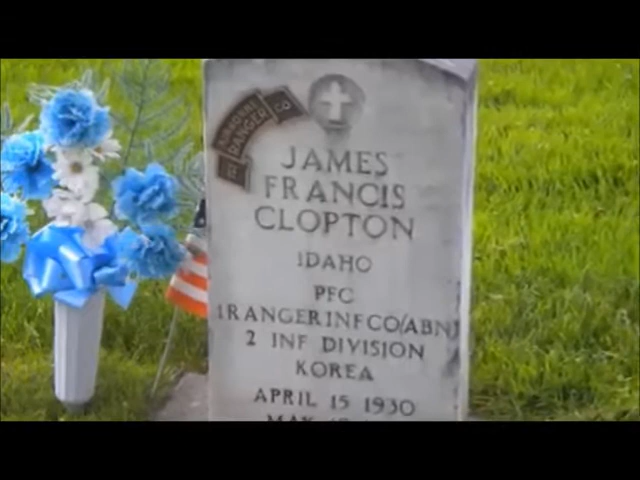 AIRBORNE
RANGER
CO
JAMES
FRANCIS
CLOPTON
IDAHO
PFC
1 RANGER INF CO (ABN)
2 INF DIVISION
KOREA
APRIL 15 1930